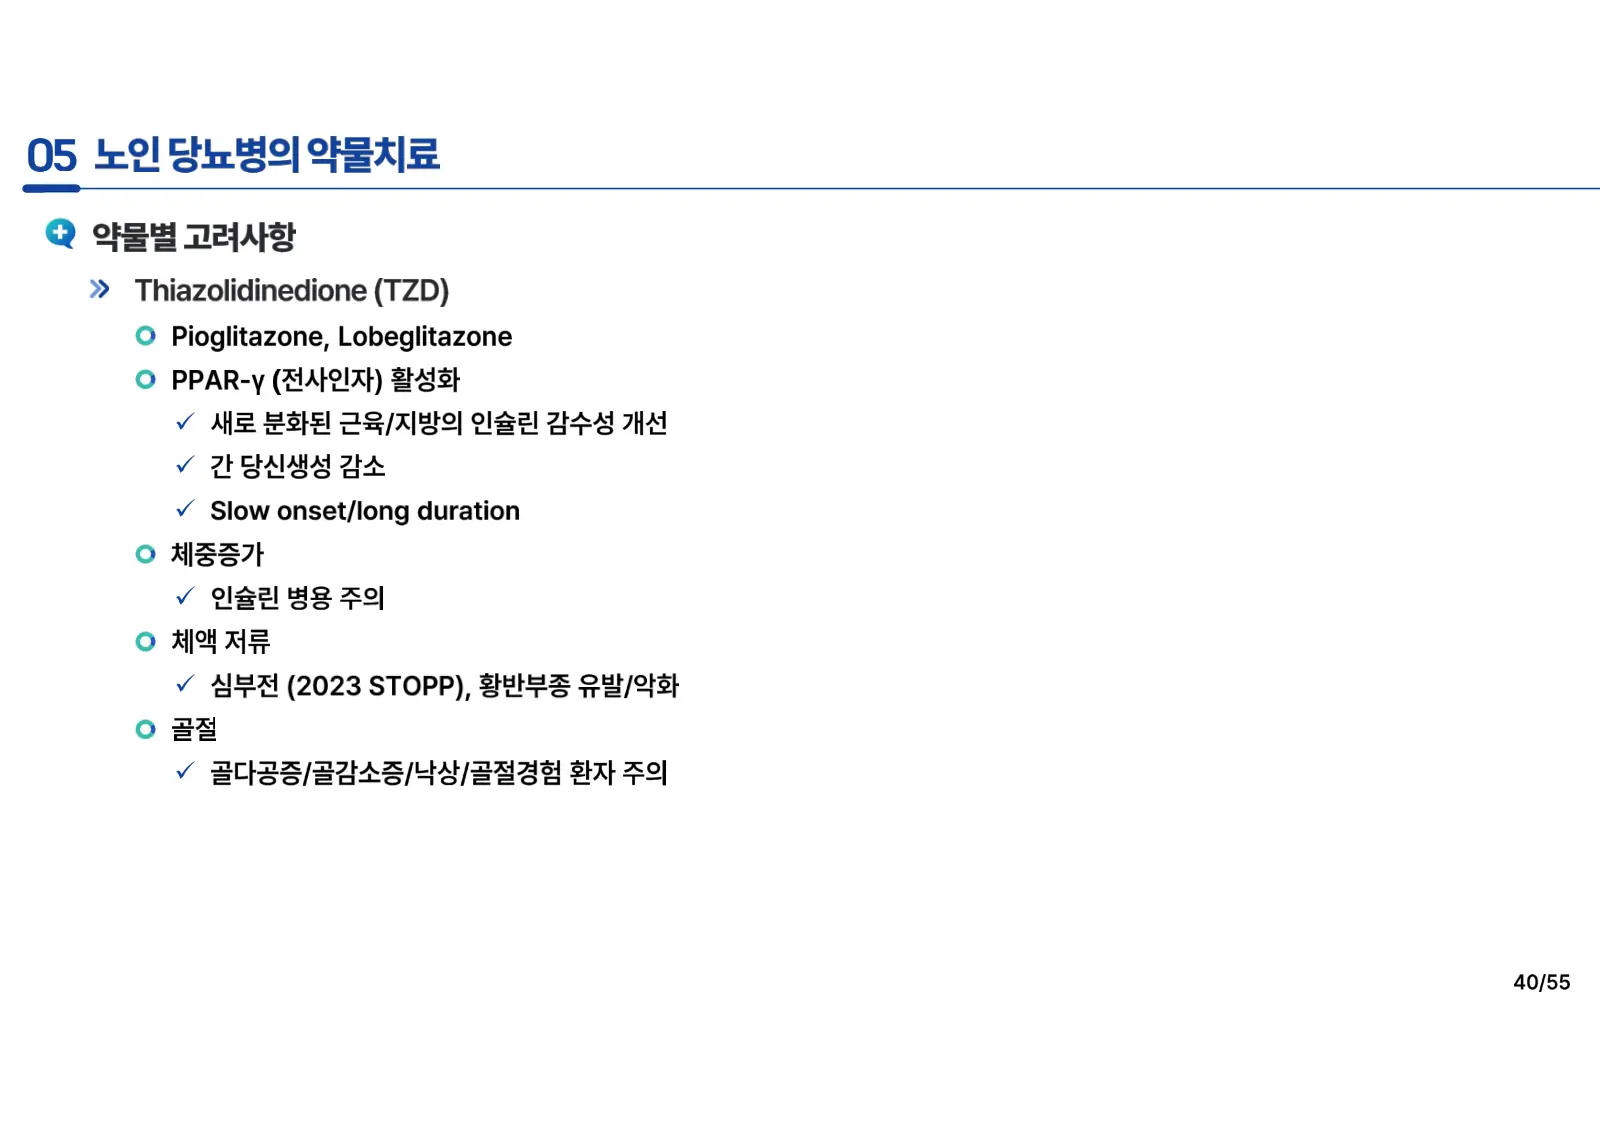 05 노인 당뇨병의 약물치료
약물별 고려사항
Thiazolidinedione (TZD)
Pioglitazone, Lobeglitazone
PPAR-γ (전사인자) 활성화
새로 분화된 근육/지방의 인슐린 감수성 개선
간 당신생성 감소
Slow onset/long duration
체중증가
인슐린 병용 주의
체액 저류
심부전 (2023 STOPP), 황반부종 유발/악화
골절
골다공증/골감소증/낙상/골절경험 환자 주의
40/55